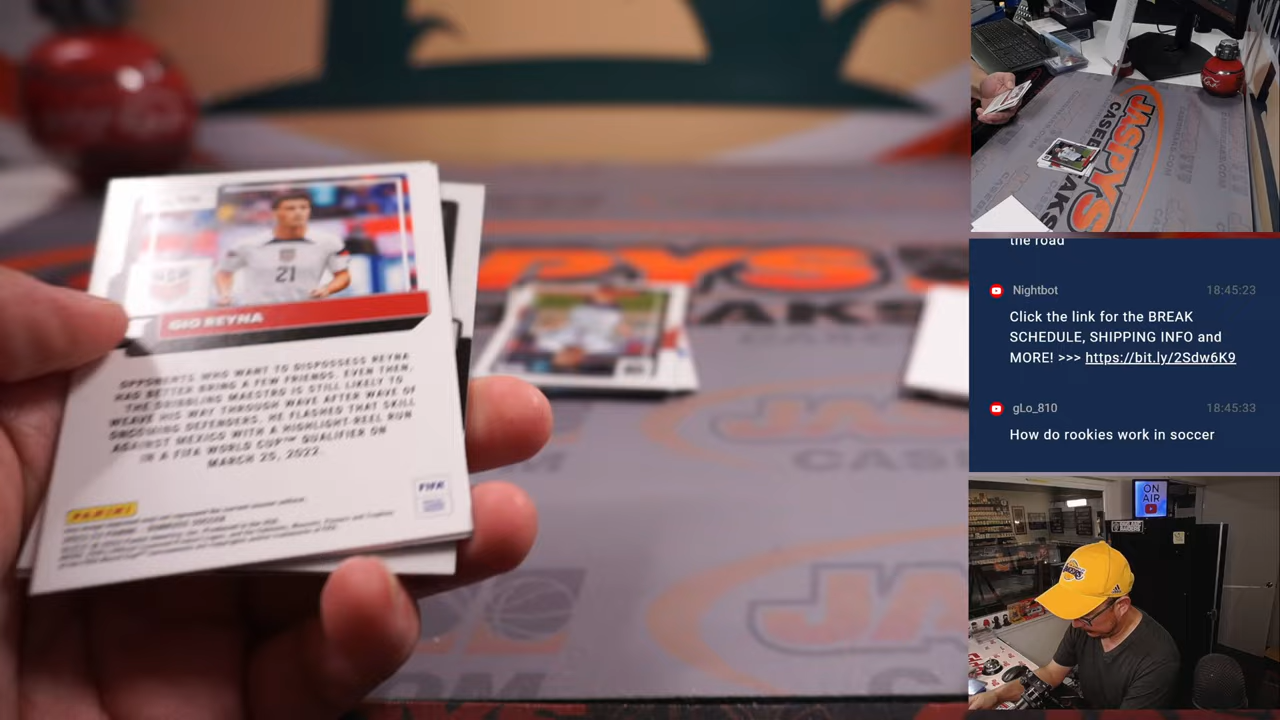 21
GIO REYNA
OPPONENTS WHO WANT TO DISPOSSESS REYNA
HAD BETTER BRING A FEW FRIENDS. EVEN THEN,
THE DRIBBLING MAESTRO IS STILL LIKELY TO
WEAVE HIS WAY THROUGH WAVE AFTER WAVE OF
ONCOMING DEFENDERS. HE FLASHED THAT SKILL
AGAINST MEXICO WITH A HIGHLIGHT-REEL RUN
IN A FIFA WORLD CUP™ QUALIFIER ON
MARCH 25, 2022.
PANINI
FIFA
JASPYS
CASE
the road
Nightbot 18:45:23
Click the link for the BREAK
SCHEDULE, SHIPPING INFO and
MORE! >>> https://bit.ly/2Sdw6K9
gLo_810 18:45:33
How do rookies work in soccer
ON
AIR